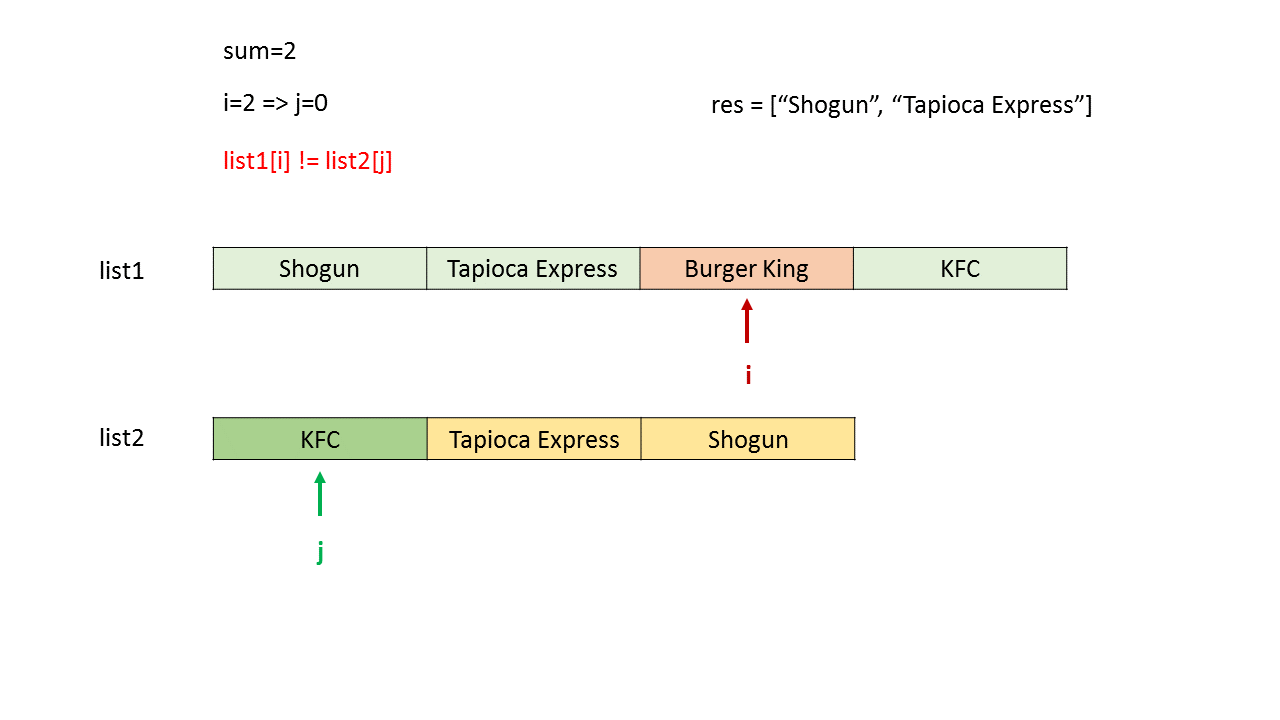 sum=2
i=2 => j=0
res = [“Shogun”, “Tapioca Express”]
list1[i] != list2[j]
list1
Shogun
Tapioca Express
Burger King
KFC
i
list2
KFC
Tapioca Express
Shogun
j